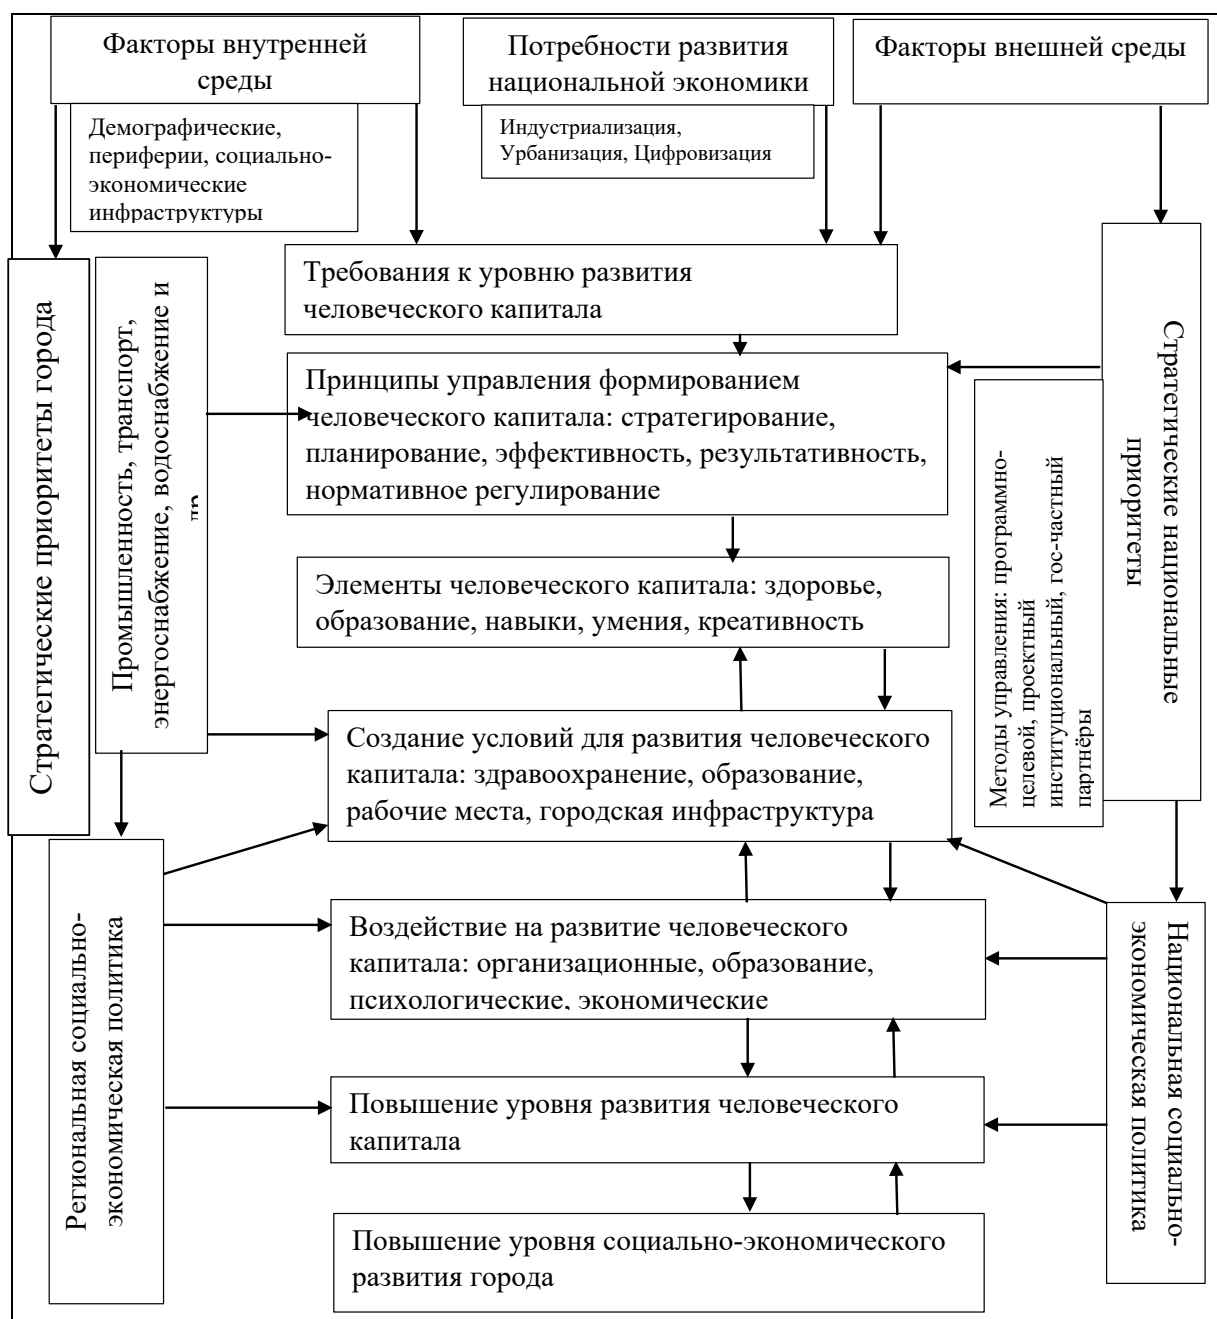 Факторы внутренней
среды
Потребности развития
национальной экономики
Факторы внешней среды
Демографические,
периферии, социально-
экономические
инфраструктуры
Индустриализация,
Урбанизация, Цифровизация
Требования к уровню развития
человеческого капитала
Стратегические приоритеты города
Промышленность, транспорт,
энергоснабжение, водоснабжение и
др
Принципы управления формированием
человеческого капитала: стратегирование,
планирование, эффективность, результативность,
нормативное регулирование
Стратегические национальные
приоритеты
Методы управления: программно-
целевой, проектный
институциональный, гос-частный
партнёры
Элементы человеческого капитала: здоровье,
образование, навыки, умения, креативность
Создание условий для развития человеческого
капитала: здравоохранение, образование,
рабочие места, городская инфраструктура
Региональная социально-
экономическая политика
Воздействие на развитие человеческого
капитала: организационные, образование,
психологические, экономические
Национальная социально-
экономическая политика
Повышение уровня развития человеческого
капитала
Повышение уровня социально-экономического
развития города